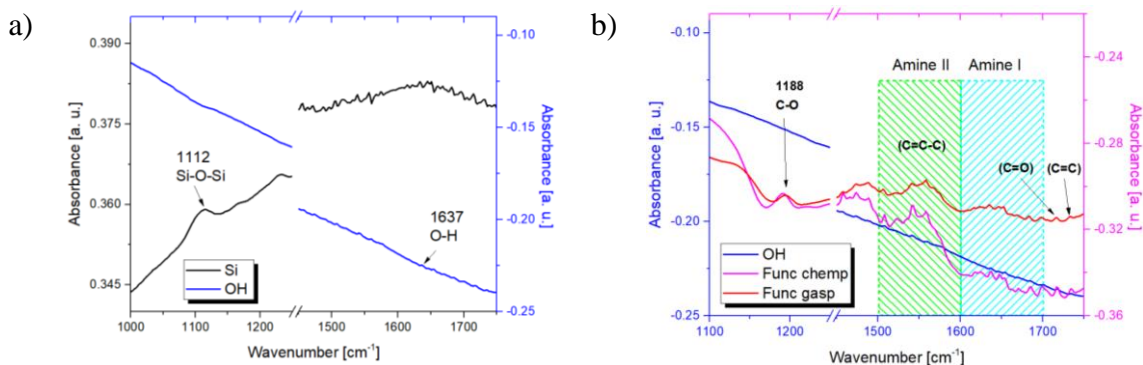 a)
0.390
0.375
0.360
0.345
Absorbance [a. u.]
1112
Si-O-Si
1637
O-H
Si
OH
1000
1100
1200
1500
1600
1700
Wavenumber [cm⁻¹]
-0.10
-0.15
-0.20
-0.25
Absorbance [a. u.]
b)
-0.10
-0.15
-0.20
-0.25
Absorbance [a. u.]
Amine II
Amine I
1188
C-O
(C=C-C)
(C=O)
(C=C)
OH
Func chemp
Func gasp
1100
1200
1500
1600
1700
Wavenumber [cm⁻¹]
-0.24
-0.28
-0.32
-0.36
Absorbance [a. u.]